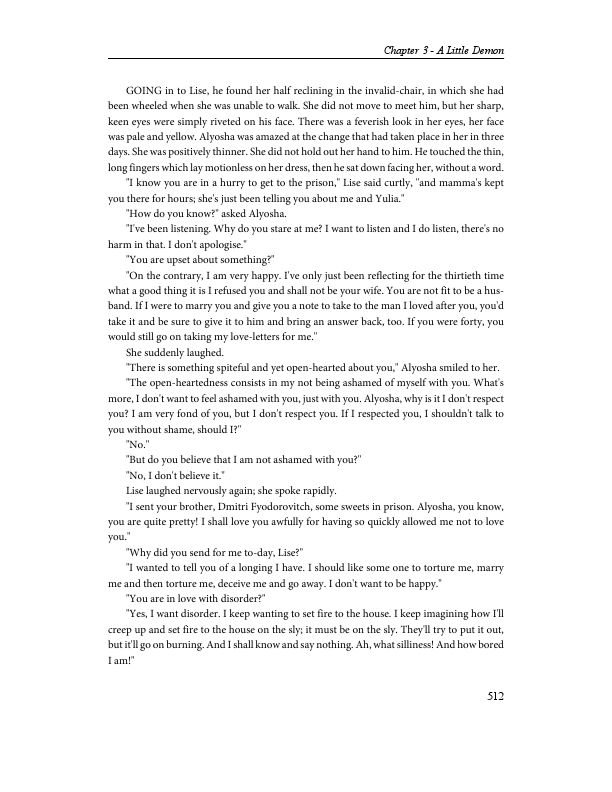 Chapter 3 - A Little Demon
GOING in to Lise, he found her half reclining in the invalid-chair, in which she had
been wheeled when she was unable to walk. She did not move to meet him, but her sharp,
keen eyes were simply riveted on his face. There was a feverish look in her eyes, her face
was pale and yellow. Alyosha was amazed at the change that had taken place in her in three
days. She was positively thinner. She did not hold out her hand to him. He touched the thin,
long fingers which lay motionless on her dress, then he sat down facing her, without a word.
"I know you are in a hurry to get to the prison," Lise said curtly, "and mamma's kept
you there for hours; she's just been telling you about me and Yulia."
"How do you know?" asked Alyosha.
"I've been listening. Why do you stare at me? I want to listen and I do listen, there's no
harm in that. I don't apologise."
"You are upset about something?"
"On the contrary, I am very happy. I've only just been reflecting for the thirtieth time
what a good thing it is I refused you and shall not be your wife. You are not fit to be a hus-
band. If I were to marry you and give you a note to take to the man I loved after you, you'd
take it and be sure to give it to him and bring an answer back, too. If you were forty, you
would still go on taking my love-letters for me."
She suddenly laughed.
"There is something spiteful and yet open-hearted about you," Alyosha smiled to her.
"The open-heartedness consists in my not being ashamed of myself with you. What's
more, I don't want to feel ashamed with you, just with you. Alyosha, why is it I don't respect
you? I am very fond of you, but I don't respect you. If I respected you, I shouldn't talk to
you without shame, should I?"
"No."
"But do you believe that I am not ashamed with you?"
"No, I don't believe it."
Lise laughed nervously again; she spoke rapidly.
"I sent your brother, Dmitri Fyodorovitch, some sweets in prison. Alyosha, you know,
you are quite pretty! I shall love you awfully for having so quickly allowed me not to love
you."
"Why did you send for me to-day, Lise?"
"I wanted to tell you of a longing I have. I should like some one to torture me, marry
me and then torture me, deceive me and go away. I don't want to be happy."
"You are in love with disorder?"
"Yes, I want disorder. I keep wanting to set fire to the house. I keep imagining how I'll
creep up and set fire to the house on the sly; it must be on the sly. They'll try to put it out,
but it'll go on burning. And I shall know and say nothing. Ah, what silliness! And how bored
I am!"
512